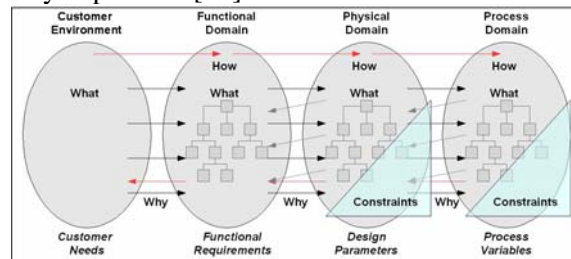 Customer Environment
Functional Domain
Physical Domain
Process Domain
How
How
How
What
What
What
What
Constraints
Constraints
Why
Why
Why
Customer Needs
Functional Requirements
Design Parameters
Process Variables